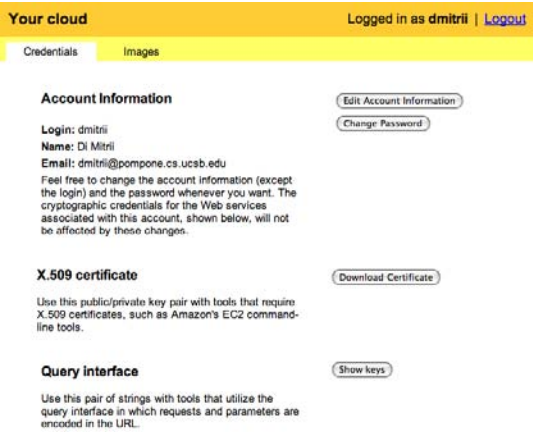 Your cloud
Logged in as dmitrii | Logout
Credentials
Images
Account Information
Edit Account Information
Change Password
Login: dmitrii
Name: Di Mitrii
Email: dmitrii@pompone.cs.ucsb.edu
Feel free to change the account information (except
the login) and the password whenever you want. The
cryptographic credentials for the Web services
associated with this account, shown below, will not
be affected by these changes.
X.509 certificate
Download Certificate
Use this public/private key pair with tools that require
X.509 certificates, such as Amazon's EC2 command-
line tools.
Query interface
Show keys
Use this pair of strings with tools that utilize the
query interface in which requests and parameters are
encoded in the URL.